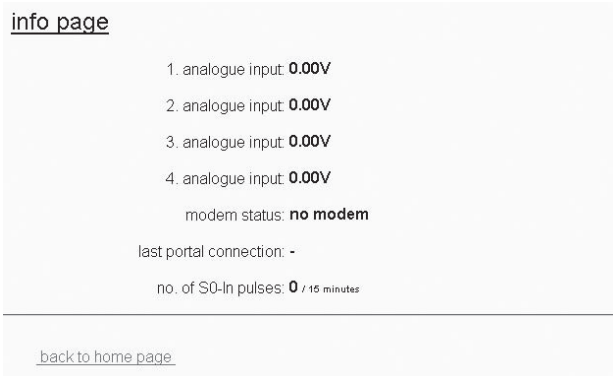 info page
1. analogue input: 0.00V
2. analogue input: 0.00V
3. analogue input: 0.00V
4. analogue input: 0.00V
modem status: no modem
last portal connection: -
no. of S0-In pulses: 0 / 15 minutes
back to home page